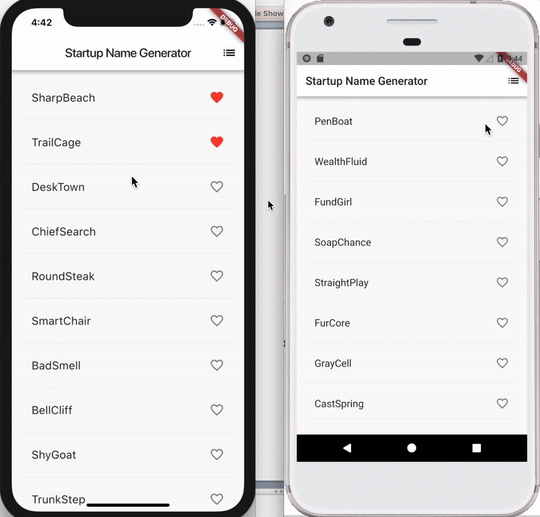 4:42
DEBUG
Startup Name Generator
SharpBeach
TrailCage
DeskTown
ChiefSearch
RoundSteak
SmartChair
BadSmell
BellCliff
ShyGoat
TrunkStep
le Show
4:44
Startup Name Generator
PenBoat
WealthFluid
FundGirl
SoapChance
StraightPlay
FurCore
GrayCell
CastSpring